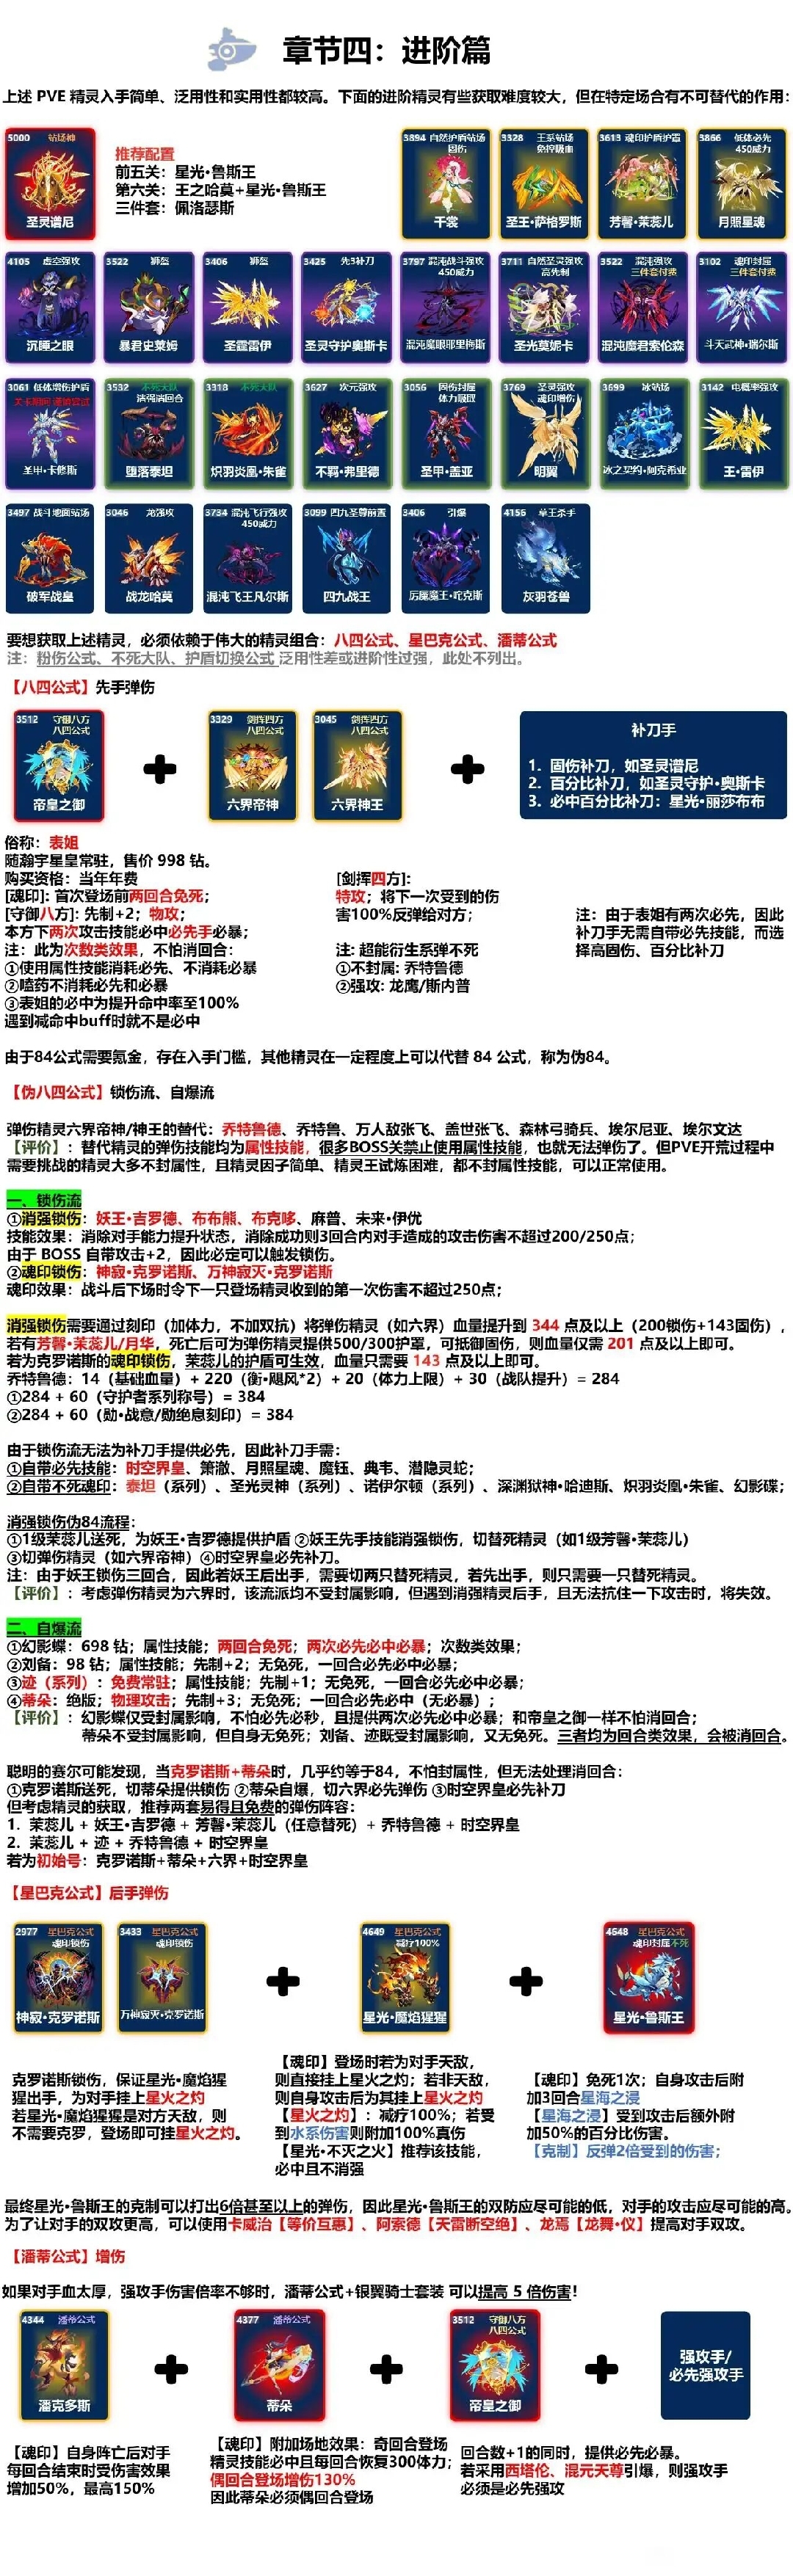 章节四：进阶篇
上述 PVE 精灵入手简单、泛用性和实用性都较高。下面的进阶精灵有些获取难度较大，但在特定场合有不可替代的作用：
5000 站场神
圣灵谱尼
推荐配置
前五关：星光·鲁斯王
第六关：王之哈莫+星光·鲁斯王
三件套：佩洛瑟斯
3894 自然护盾站场
固伤
千裳
3328 王系站场
免控吸血
圣王·萨格罗斯
3613 魂印护盾护罩
芳馨·茉蕊儿
3866 低体必先
450威力
月照星魂
4105 虚空强攻
沉睡之眼
3522 狮盔
暴君史莱姆
3406 狮盔
圣霆雷伊
3425 先3补刀
圣灵守护奥斯卡
3797 混沌战斗强攻
450威力
混沌魔眼耶里梅斯
3711 自然圣灵强攻
高先制
圣光莫妮卡
3522 混沌强攻
三件套付费
混沌魔君索伦森
3102 魂印封属
三件套付费
斗天武神·瑞尔斯
3061 低体增伤护盾
圣甲·卡修斯
3532 不死大队
清强清回合
堕落泰坦
3318 不死大队
炽羽炎凰·朱雀
3627 次元强攻
不羁·弗里德
3056 固伤封属
体力吸取
圣甲·盖亚
3769 圣灵强攻
魂印增伤
明翼
3699 冰站场
冰之契约·阿克希亚
3142 电概率强攻
王·雷伊
3497 战斗地面站场
破军战皇
3046 龙强攻
战龙哈莫
3734 混沌飞行强攻
450威力
混沌飞王凡尔斯
3099 四九圣尊前置
四九战王
3406 引爆
厉魇魔王·咤克斯
4156 草王杀手
灰羽苍兽
要想获取上述精灵，必须依赖于伟大的精灵组合：八四公式、星巴克公式、潘蒂公式
注：粉伤公式、不死大队、护盾切换公式 泛用性差或进阶性过强，此处不列出。
【八四公式】先手弹伤
3512 守御八方
八四公式
帝皇之御
3329 剑挥四方
八四公式
六界帝神
3045 剑挥四方
八四公式
六界神王
补刀手
1. 固伤补刀，如圣灵谱尼
2. 百分比补刀，如圣灵守护·奥斯卡
3. 必中百分比补刀：星光·丽莎布布
俗称：表姐
随瀚宇星皇常驻，售价 998 钻。
购买资格：当年年费
[魂印]: 首次登场前两回合免死；
[守御八方]: 先制+2；物攻；
本方下两次攻击技能必中必先手必暴；
注：此为次数类效果，不怕消回合：
①使用属性技能消耗必先、不消耗必暴
②嗑药不消耗必先和必暴
③表姐的必中为提升命中率至100%
遇到减命中buff时就不是必中
[剑挥四方]:
特攻；将下一次受到的伤
害100%反弹给对方；
注: 超能衍生系弹不死
①不封属: 乔特鲁德
②强攻: 龙鹰/斯内普
注：由于表姐有两次必先，因此
补刀手无需自带必先技能，而选
择高固伤、百分比补刀
由于84公式需要氪金，存在入手门槛，其他精灵在一定程度上可以代替 84 公式，称为伪84。
【伪八四公式】锁伤流、自爆流
弹伤精灵六界帝神/神王的替代：乔特鲁德、乔特鲁、万人敌张飞、盖世张飞、森林弓骑兵、埃尔尼亚、埃尔文达
【评价】：替代精灵的弹伤技能均为属性技能，很多BOSS关禁止使用属性技能，也就无法弹伤了。但PVE开荒过程中
需要挑战的精灵大多不封属性，且精灵因子简单、精灵王试炼困难，都不封属性技能，可以正常使用。
一、锁伤流
①消强锁伤：妖王·吉罗德、布布熊、布克哆、麻普、未来·伊优
技能效果：消除对手能力提升状态，消除成功则3回合内对手造成的攻击伤害不超过200/250点；
由于 BOSS 自带攻击+2，因此必定可以触发锁伤。
②魂印锁伤：神寂·克罗诺斯、万神寂灭·克罗诺斯
魂印效果：战斗后下场时令下一只登场精灵收到的第一次伤害不超过250点；
消强锁伤需要通过刻印（加体力，不加双抗）将弹伤精灵（如六界）血量提升到 344 点及以上（200锁伤+143固伤），
若有芳馨·茉蕊儿/月华，死亡后可为弹伤精灵提供500/300护罩，可抵御固伤，则血量仅需 201 点及以上即可。
若为克罗诺斯的魂印锁伤，茉蕊儿的护盾可生效，血量只需要 143 点及以上即可。
乔特鲁德：14（基础血量）+ 220（衡·飓风*2）+ 20（体力上限）+ 30（战队提升）= 284
①284 + 60（守护者系列称号）= 384
②284 + 60（勋·战意/勋绝息刻印）= 384
由于锁伤流无法为补刀手提供必先，因此补刀手需：
①自带必先技能：时空界皇、箫澈、月照星魂、魔钰、典韦、潜隐灵蛇；
②自带不死魂印：泰坦（系列）、圣光灵神（系列）、诺伊尔顿（系列）、深渊狱神·哈迪斯、炽羽炎凰·朱雀、幻影碟；
消强锁伤伪84流程：
①1级茉蕊儿送死，为妖王·吉罗德提供护盾 ②妖王先手技能消强锁伤，切替死精灵（如1级芳馨·茉蕊儿）
③切弹伤精灵（如六界帝神）④时空界皇必先补刀。
注：由于妖王锁伤三回合，因此若妖王后出手，需要切两只替死精灵，若先出手，则只需要一只替死精灵。
【评价】：考虑弹伤精灵为六界时，该流派均不受封属影响，但遇到消强精灵后手，且无法抗住一下攻击时，将失效。
二、自爆流
①幻影蝶：698 钻；属性技能；两回合免死；两次必先必中必暴；次数类效果；
②刘备：98 钻；属性技能；先制+2；无免死，一回合必先必中必暴；
③迹（系列）：免费常驻；属性技能；先制+1；无免死，一回合必先必中必暴；
④蒂朵：绝版；物理攻击；先制+3；无免死；一回合必先必中（无必暴）；
【评价】：幻影蝶仅受封属影响，不怕必先必秒，且提供两次必先必中必暴；和帝皇之御一样不怕消回合；
蒂朵不受封属影响，但自身无免死；刘备、迹既受封属影响，又无免死。三者均为回合类效果，会被消回合。
聪明的赛尔可能发现，当克罗诺斯+蒂朵时，几乎约等于84，不怕封属性，但无法处理消回合：
①克罗诺斯送死，切蒂朵提供锁伤 ②蒂朵自爆，切六界必先弹伤 ③时空界皇必先补刀
但考虑精灵的获取，推荐两套易得且免费的弹伤阵容：
1. 茉蕊儿 + 妖王·吉罗德 + 芳馨·茉蕊儿（任意替死）+ 乔特鲁德 + 时空界皇
2. 茉蕊儿 + 迹 + 乔特鲁德 + 时空界皇
若为初始号：克罗诺斯+蒂朵+六界+时空界皇
【星巴克公式】后手弹伤
2977 星巴克公式
魂印锁伤
神寂·克罗诺斯
3433 星巴克公式
魂印锁伤
万神寂灭·克罗诺斯
4649 星巴克公式
减疗100%
星光·魔焰猩猩
4648 星巴克公式
魂印封属不死
星光·鲁斯王
克罗诺斯锁伤，保证星光·魔焰猩
猩出手，为对手挂上星火之灼
若星光·魔焰猩猩是对方天敌，则
不需要克罗，登场即可挂星火之灼。
【魂印】登场时若为对手天敌，
则直接挂上星火之灼；若非天敌，
则自身攻击后为其挂上星火之灼
【星火之灼】：减疗100%；若受
到水系伤害则附加100%真伤
【星光·不灭之火】推荐该技能，
必中且不消强
【魂印】免死1次；自身攻击后附
加3回合星海之浸
【星海之浸】受到攻击后额外附
加50%的百分比伤害。
【克制】反弹2倍受到的伤害；
最终星光·鲁斯王的克制可以打出6倍甚至以上的弹伤，因此星光·鲁斯王的双防应尽可能的低，对手的攻击应尽可能的高。
为了让对手的双攻更高，可以使用卡威治【等价互惠】、阿索德【天雷断空绝】、龙焉【龙舞·仪】提高对手双攻。
【潘蒂公式】增伤
如果对手血太厚，强攻手伤害倍率不够时，潘蒂公式+银翼骑士套装 可以提高 5 倍伤害！
4344 潘蒂公式
潘克多斯
4377 潘蒂公式
蒂朵
3512 守御八方
八四公式
帝皇之御
强攻手/
必先强攻手
【魂印】自身阵亡后对手
每回合结束时受伤害效果
增加50%，最高150%
【魂印】附加场地效果：奇回合登场
精灵技能必中且每回合恢复300体力；
偶回合登场增伤130%
因此蒂朵必须偶回合登场
回合数+1的同时，提供必先必暴。
若采用西塔伦、混元天尊引爆，则强攻手
必须是必先强攻